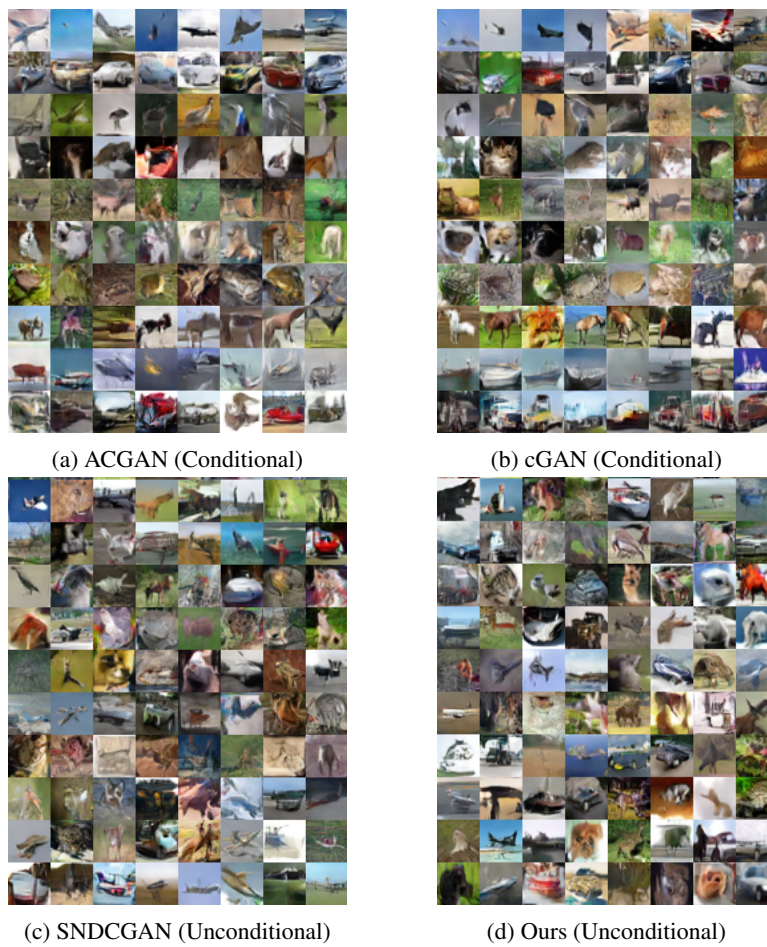 (a) ACGAN (Conditional)
(b) cGAN (Conditional)
(c) SNDCGAN (Unconditional)
(d) Ours (Unconditional)